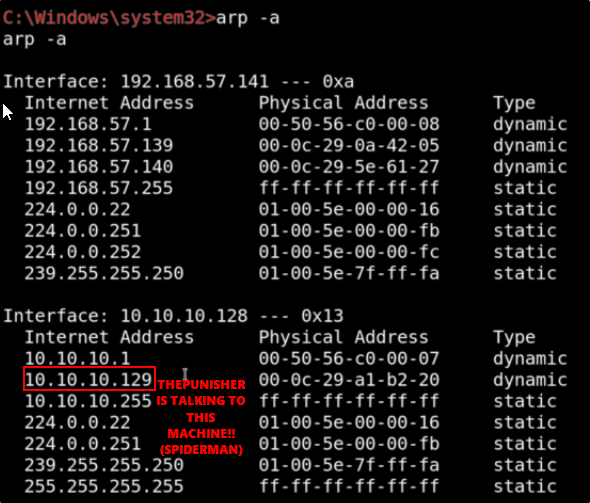 C:\Windows\system32>arp -a
arp -a
Interface: 192.168.57.141 --- 0xa
Internet Address Physical Address Type
192.168.57.1 00-50-56-c0-00-08 dynamic
192.168.57.139 00-0c-29-0a-42-05 dynamic
192.168.57.140 00-0c-29-5e-61-27 dynamic
192.168.57.255 ff-ff-ff-ff-ff-ff static
224.0.0.22 01-00-5e-00-00-16 static
224.0.0.251 01-00-5e-00-00-fb static
224.0.0.252 01-00-5e-00-00-fc static
239.255.255.250 01-00-5e-7f-ff-fa static
Interface: 10.10.10.128 --- 0x13
Internet Address Physical Address Type
10.10.10.1 00-50-56-c0-00-07 dynamic
10.10.10.129 00-0c-29-a1-b2-20 dynamic
10.10.10.255 ff-ff-ff-ff-ff-ff static
224.0.0.22 01-00-5e-00-00-16 static
224.0.0.251 01-00-5e-00-00-fb static
239.255.255.250 01-00-5e-7f-ff-fa static
255.255.255.255 ff-ff-ff-ff-ff-ff static
THEPUNISHER
IS TALKING TO
THIS
MACHINE!!
(SPIDERMAN)